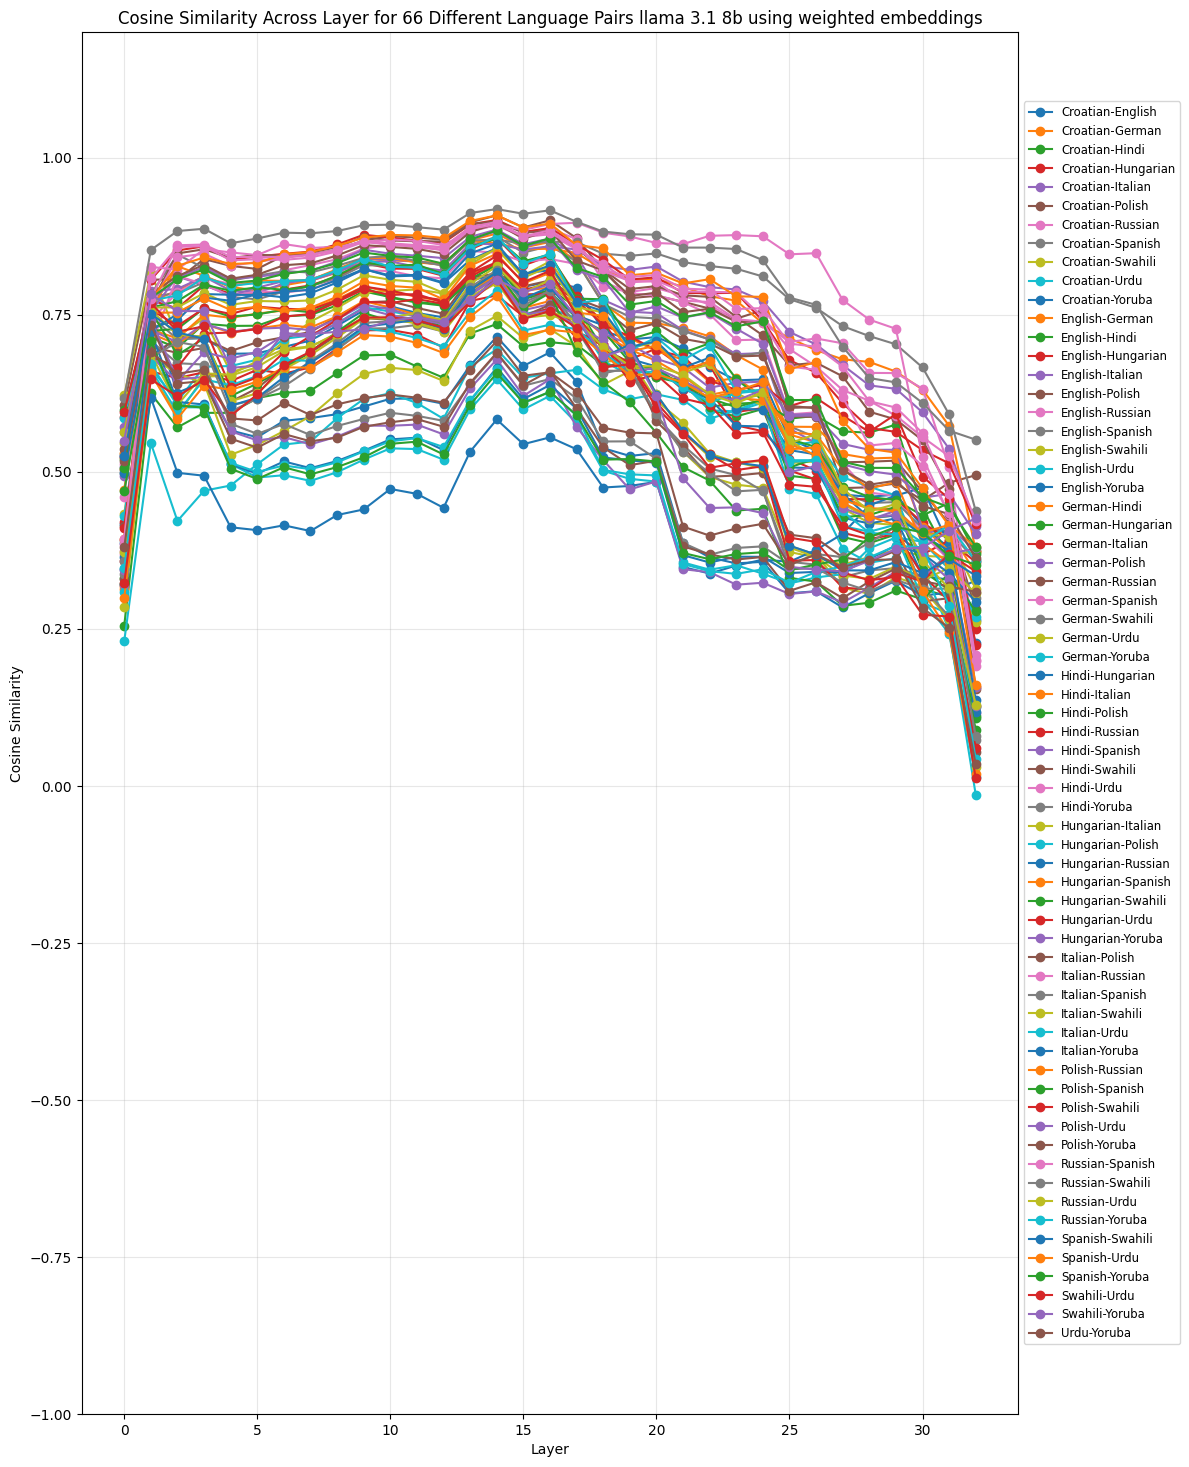 Cosine Similarity Across Layer for 66 Different Language Pairs llama 3.1 8b using weighted embeddings
1.00
0.75
0.50
0.25
0.00
−0.25
−0.50
−0.75
−1.00
Cosine Similarity
0 5 10 15 20 25 30
Layer
Croatian-English
Croatian-German
Croatian-Hindi
Croatian-Hungarian
Croatian-Italian
Croatian-Polish
Croatian-Russian
Croatian-Spanish
Croatian-Swahili
Croatian-Urdu
Croatian-Yoruba
English-German
English-Hindi
English-Hungarian
English-Italian
English-Polish
English-Russian
English-Spanish
English-Swahili
English-Urdu
English-Yoruba
German-Hindi
German-Hungarian
German-Italian
German-Polish
German-Russian
German-Spanish
German-Swahili
German-Urdu
German-Yoruba
Hindi-Hungarian
Hindi-Italian
Hindi-Polish
Hindi-Russian
Hindi-Spanish
Hindi-Swahili
Hindi-Urdu
Hindi-Yoruba
Hungarian-Italian
Hungarian-Polish
Hungarian-Russian
Hungarian-Spanish
Hungarian-Swahili
Hungarian-Urdu
Hungarian-Yoruba
Italian-Polish
Italian-Russian
Italian-Spanish
Italian-Swahili
Italian-Urdu
Italian-Yoruba
Polish-Russian
Polish-Spanish
Polish-Swahili
Polish-Urdu
Polish-Yoruba
Russian-Spanish
Russian-Swahili
Russian-Urdu
Russian-Yoruba
Spanish-Swahili
Spanish-Urdu
Spanish-Yoruba
Swahili-Urdu
Swahili-Yoruba
Urdu-Yoruba